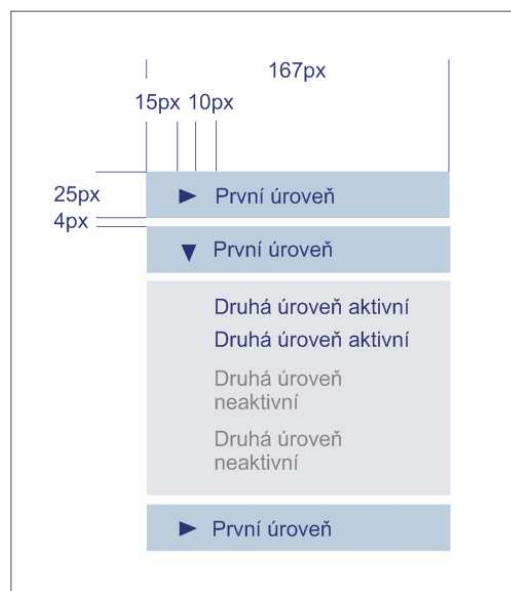 167px
15px 10px
25px
4px
První úroveň
První úroveň
Druhá úroveň aktivní
Druhá úroveň aktivní
Druhá úroveň
neaktivní
Druhá úroveň
neaktivní
První úroveň